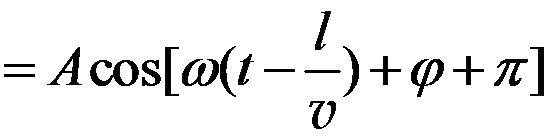 = A cos[ω(t − l/v) + φ + π]